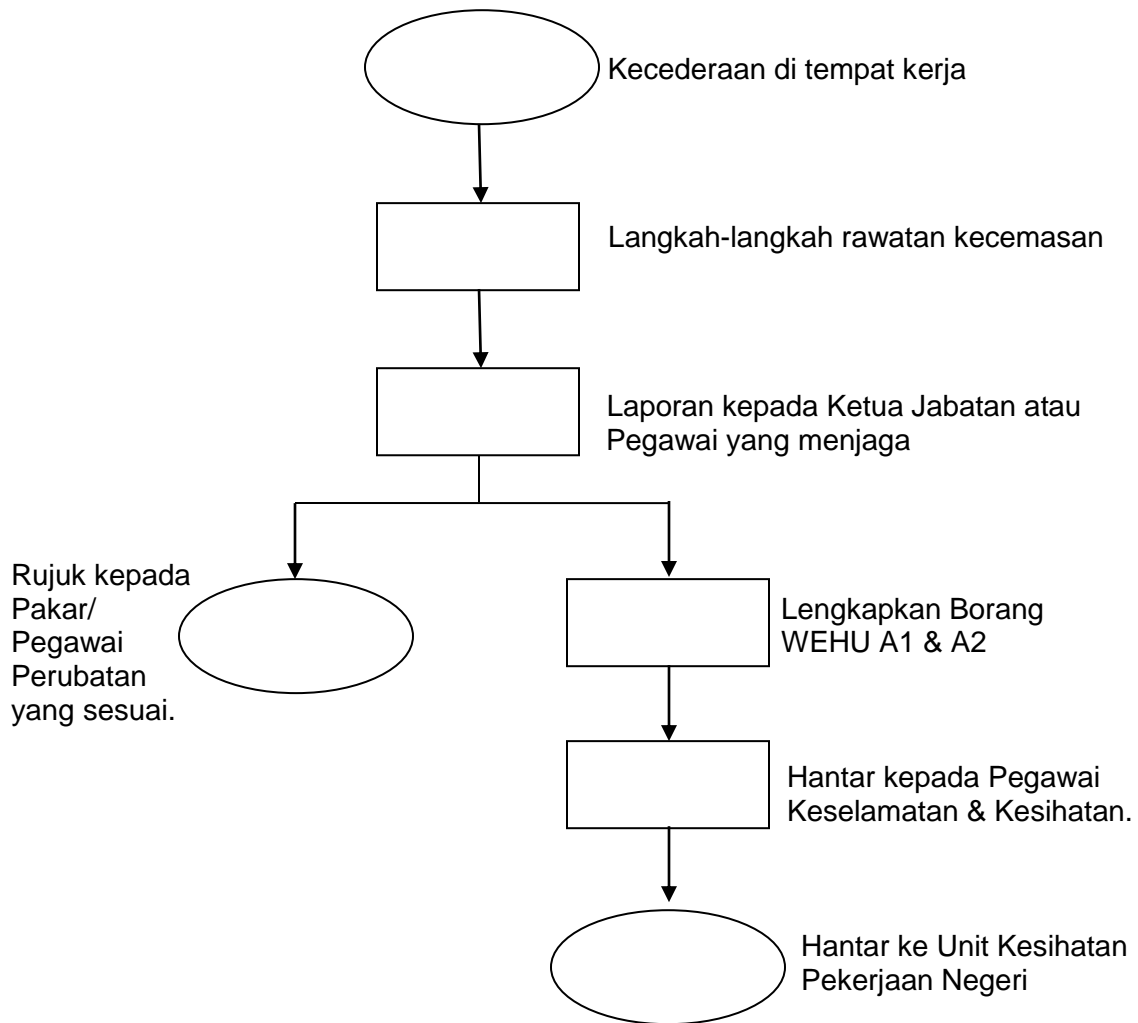 Kecederaan di tempat kerja
Langkah-langkah rawatan kecemasan
Laporan kepada Ketua Jabatan atau
Pegawai yang menjaga
Rujuk kepada
Pakar/
Pegawai
Perubatan
yang sesuai.
Lengkapkan Borang
WEHU A1 & A2
Hantar kepada Pegawai
Keselamatan & Kesihatan.
Hantar ke Unit Kesihatan
Pekerjaan Negeri